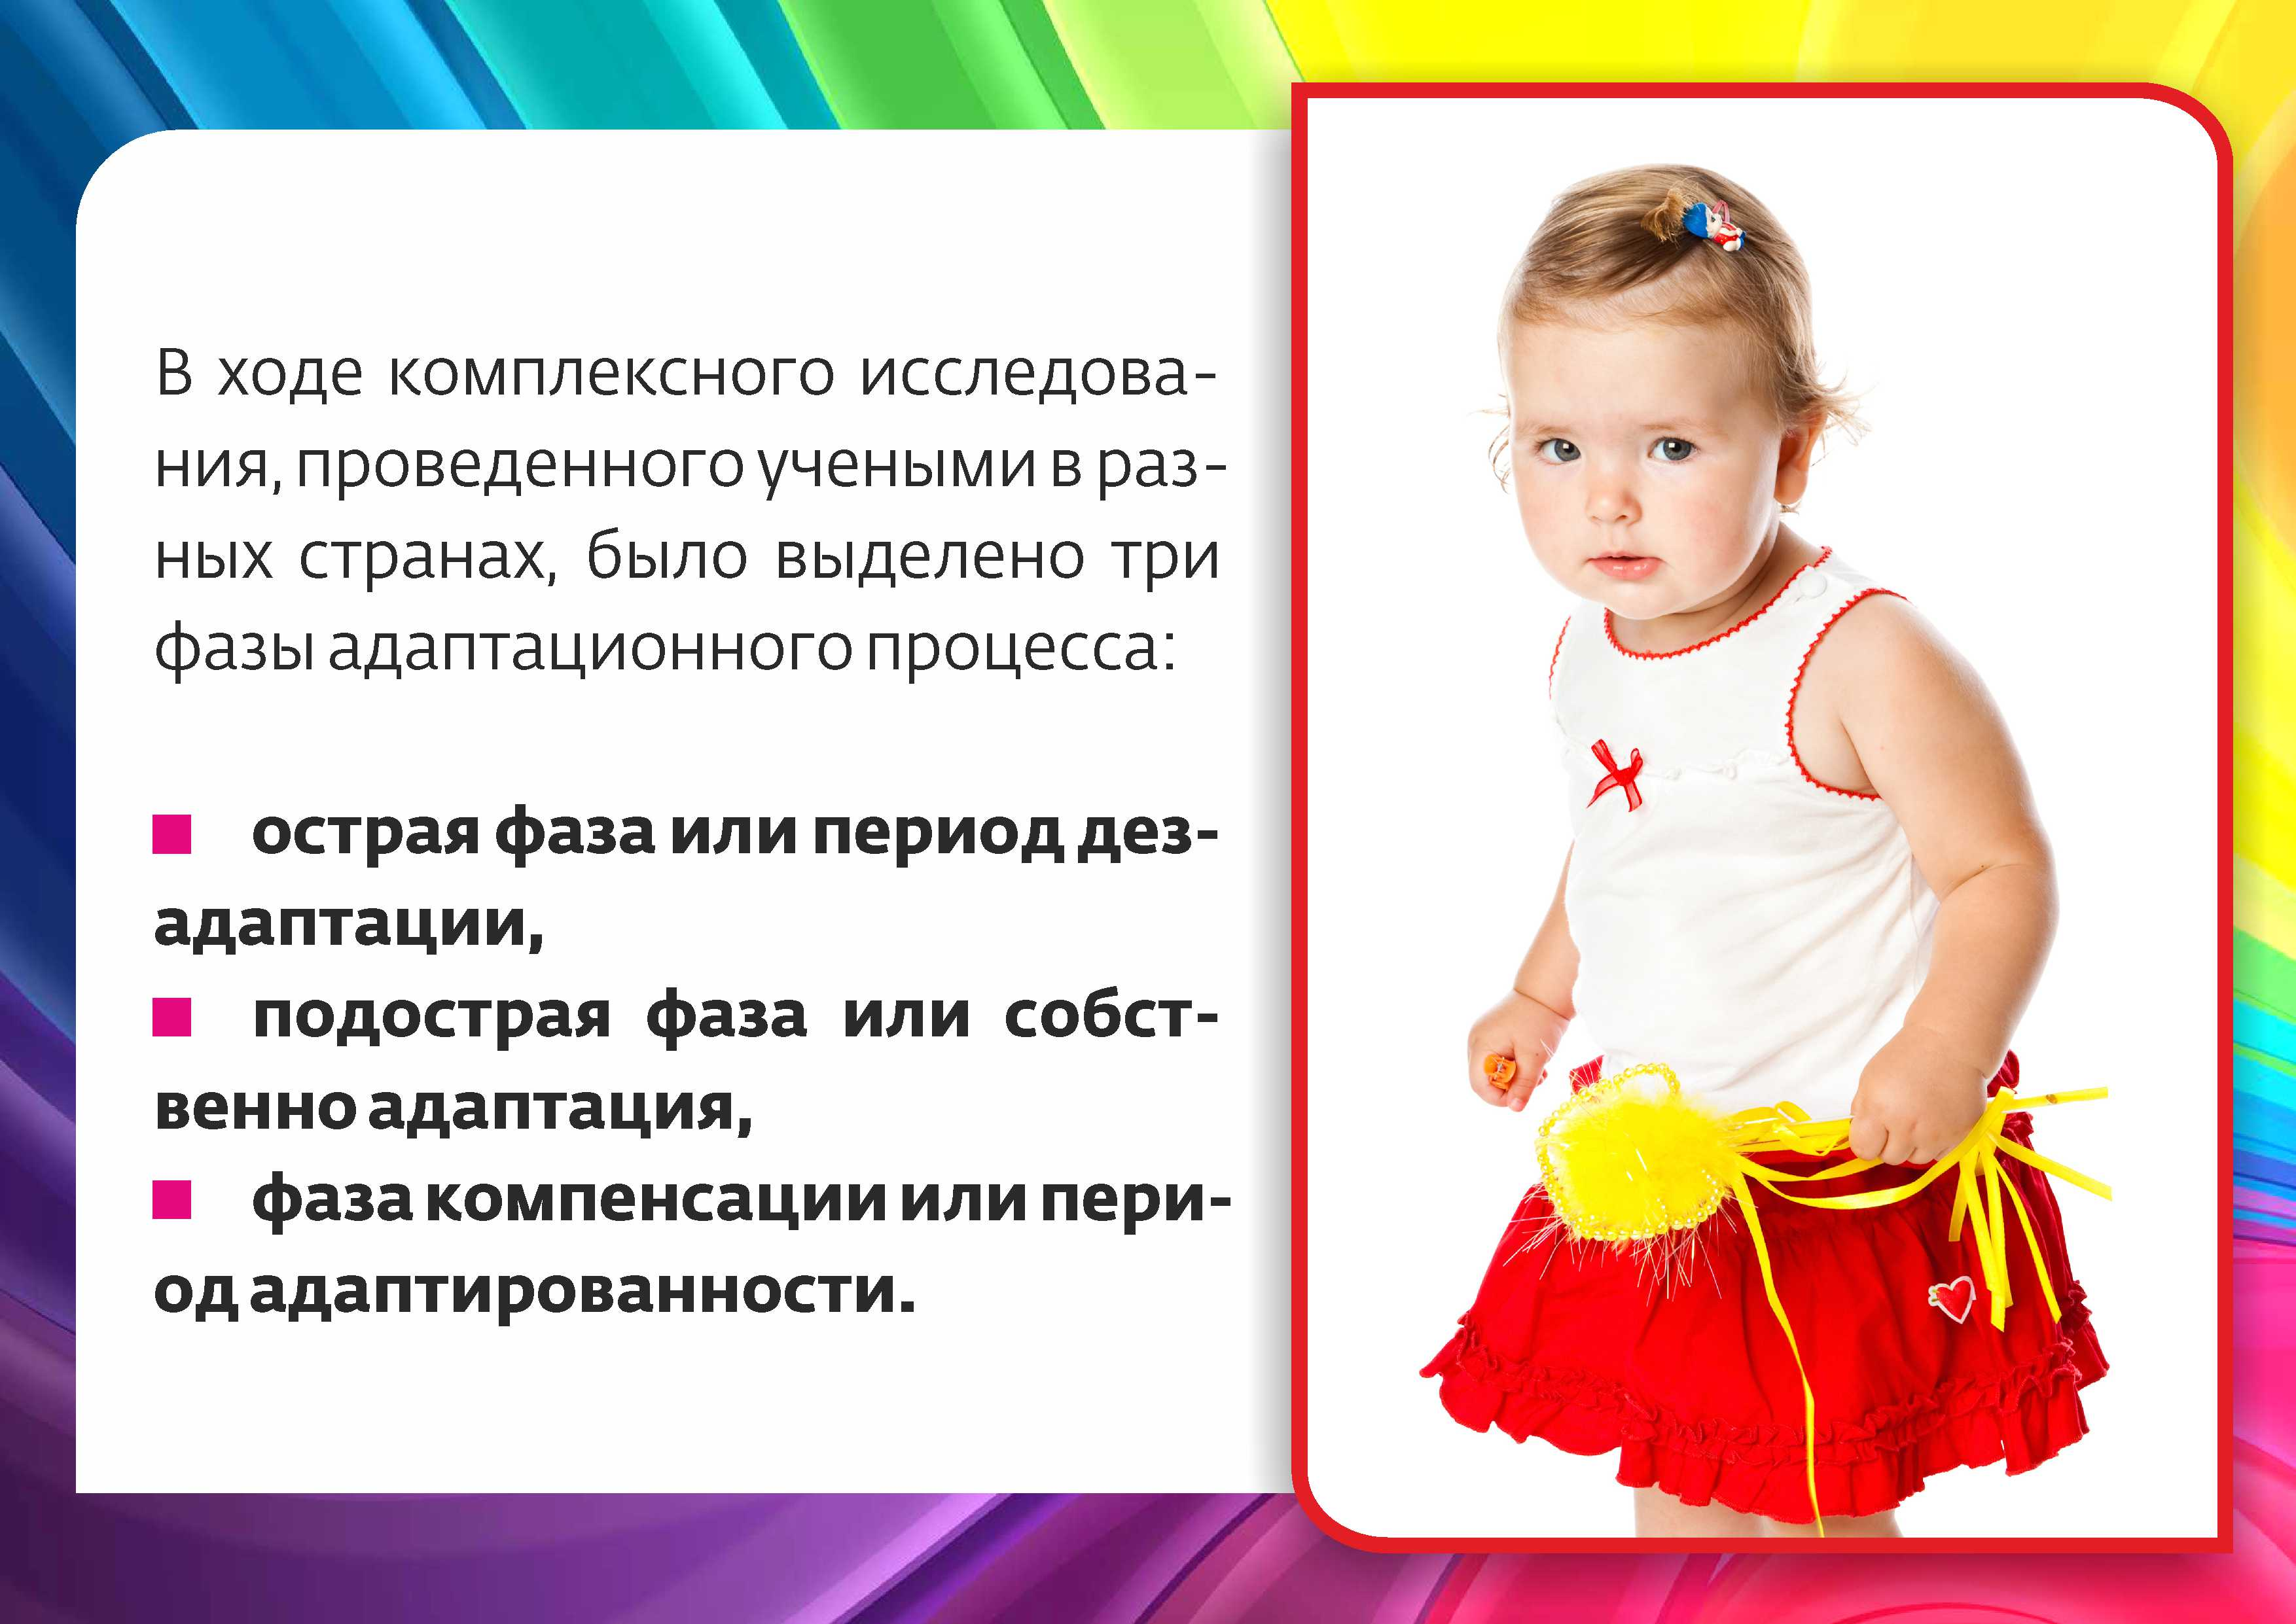 В ходе комплексного исследова-
ния, проведенного учеными в раз-
ных странах, было выделено три
фазы адаптационного процесса:
■ острая фаза или период дез-
адаптации,
■ подострая фаза или собст-
венно адаптация,
■ фаза компенсации или пери-
од адаптированности.